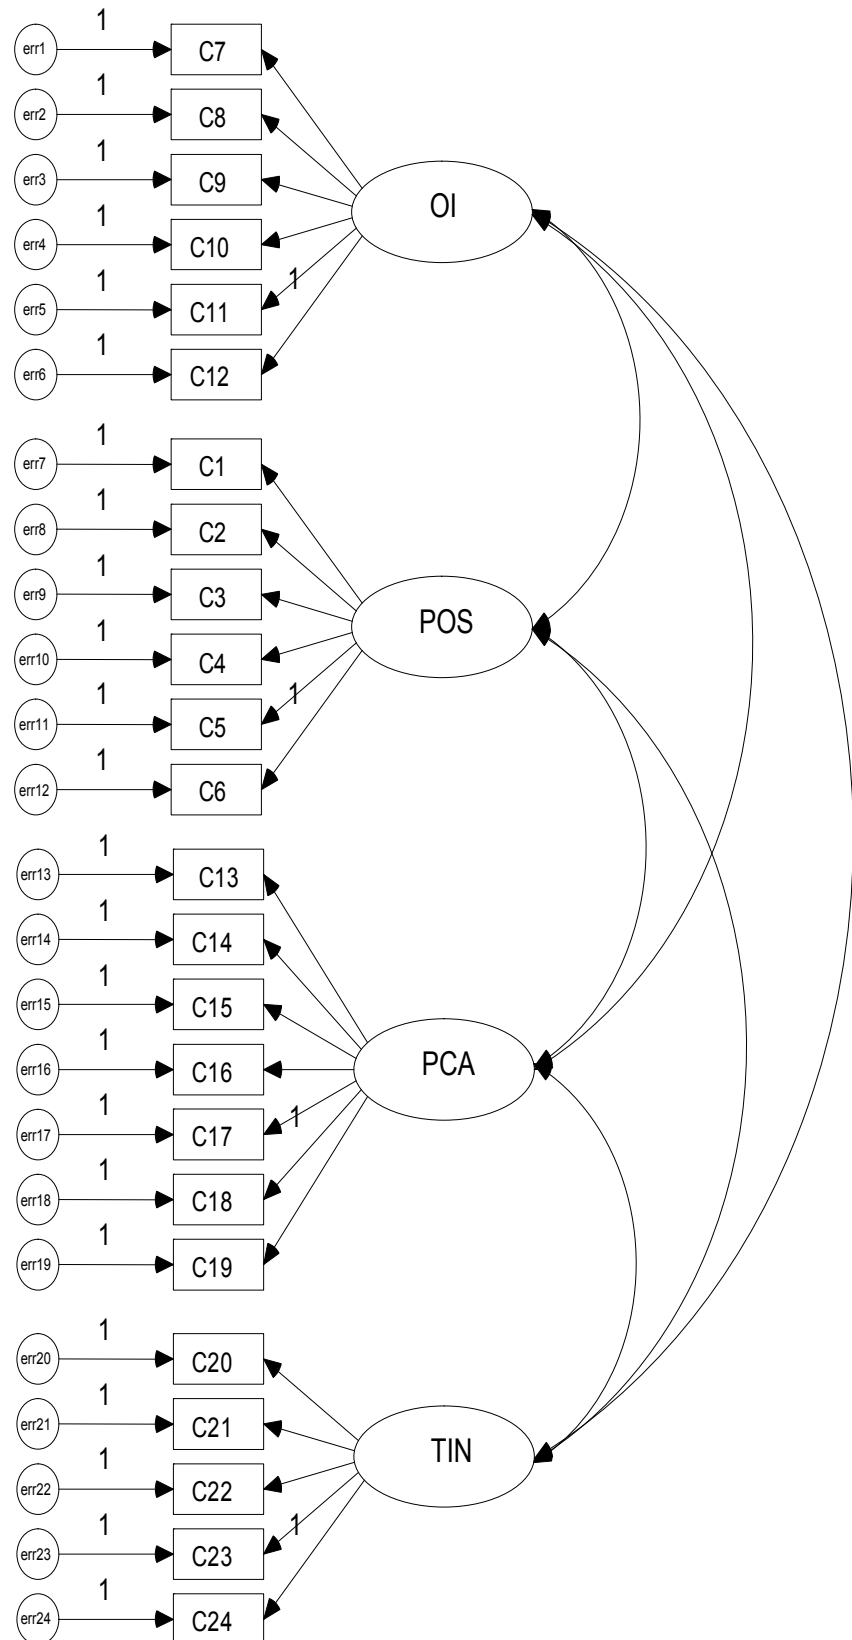 1
err1 C7
1
err2 C8
1
err3 C9
OI
1
err4 C10
1
1
err5 C11
1
err6 C12
1
err7 C1
1
err8 C2
1
err9 C3
POS
1
err10 C4
1
1
err11 C5
1
err12 C6
1
err13 C13
1
err14 C14
1
err15 C15
1
err16 C16
PCA
1
1
err17 C17
1
err18 C18
1
err19 C19
1
err20 C20
1
err21 C21
TIN
1
err22 C22
1
1
err23 C23
1
err24 C24